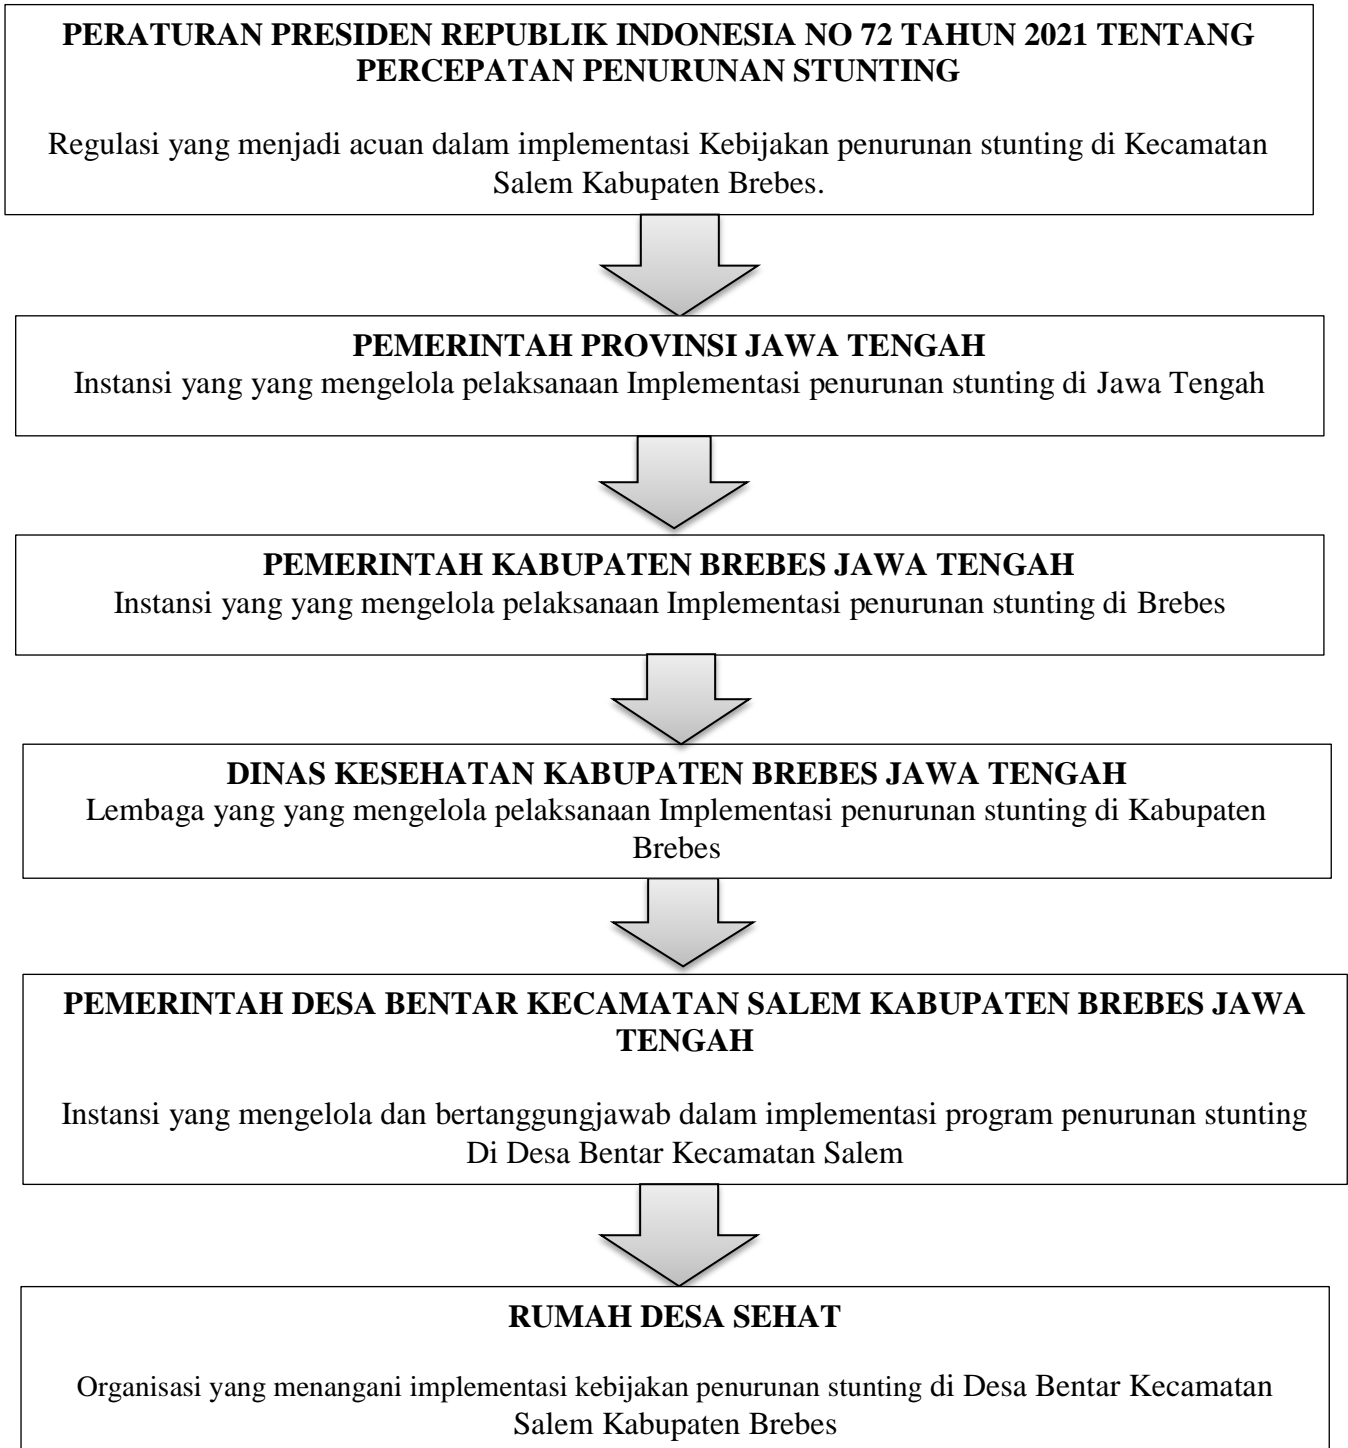 PERATURAN PRESIDEN REPUBLIK INDONESIA NO 72 TAHUN 2021 TENTANG
PERCEPATAN PENURUNAN STUNTING
Regulasi yang menjadi acuan dalam implementasi Kebijakan penurunan stunting di Kecamatan
Salem Kabupaten Brebes.
PEMERINTAH PROVINSI JAWA TENGAH
Instansi yang yang mengelola pelaksanaan Implementasi penurunan stunting di Jawa Tengah
PEMERINTAH KABUPATEN BREBES JAWA TENGAH
Instansi yang yang mengelola pelaksanaan Implementasi penurunan stunting di Brebes
DINAS KESEHATAN KABUPATEN BREBES JAWA TENGAH
Lembaga yang yang mengelola pelaksanaan Implementasi penurunan stunting di Kabupaten
Brebes
PEMERINTAH DESA BENTAR KECAMATAN SALEM KABUPATEN BREBES JAWA
TENGAH
Instansi yang mengelola dan bertanggungjawab dalam implementasi program penurunan stunting
Di Desa Bentar Kecamatan Salem
RUMAH DESA SEHAT
Organisasi yang menangani implementasi kebijakan penurunan stunting di Desa Bentar Kecamatan
Salem Kabupaten Brebes